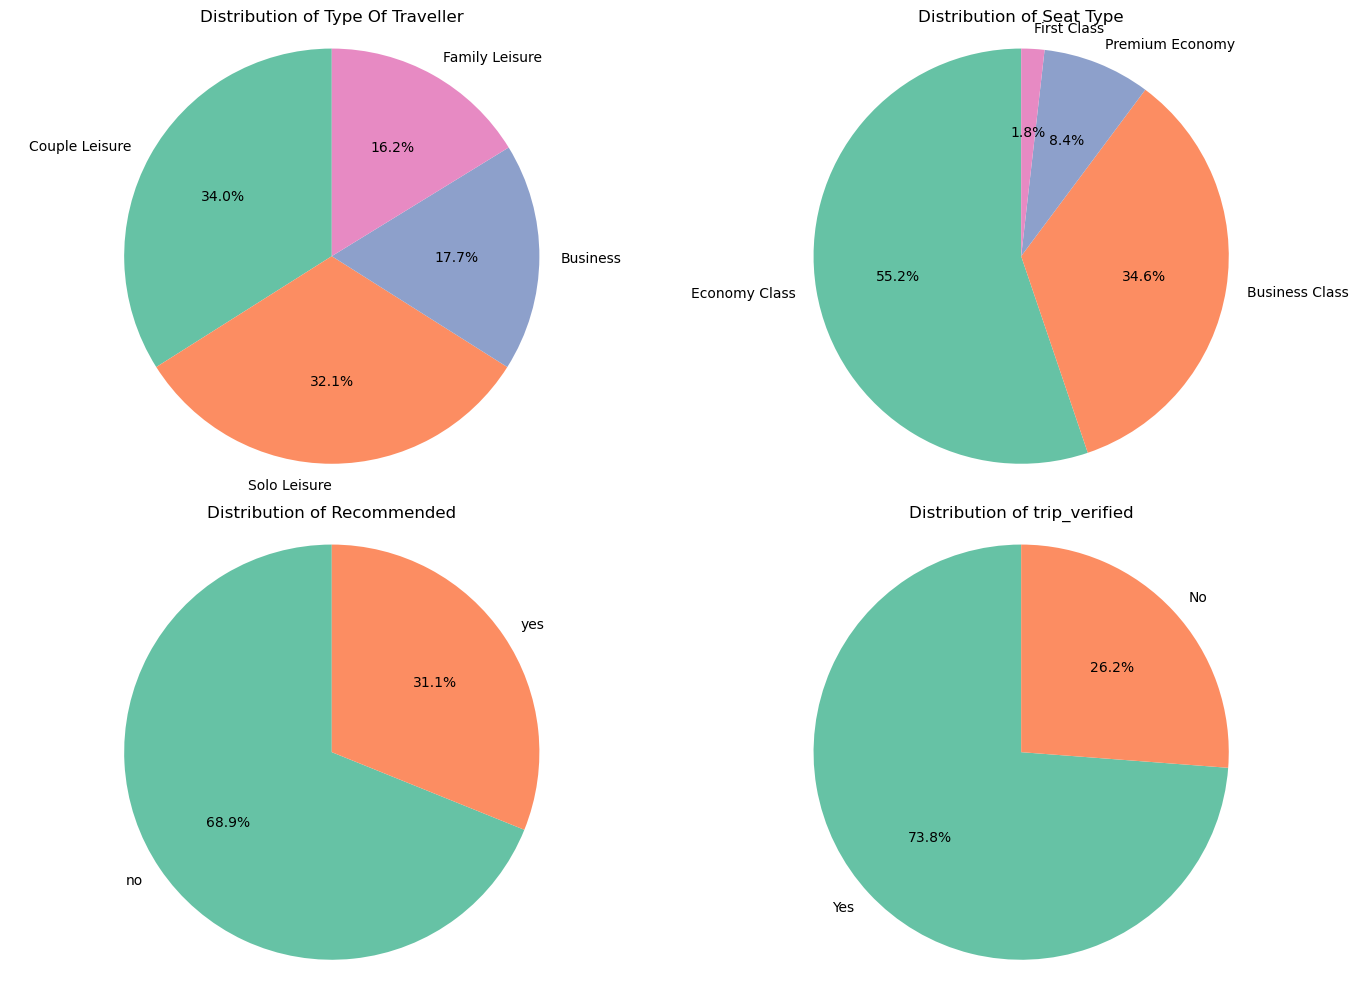 Distribution of Type Of Traveller
Family Leisure
Couple Leisure
16.2%
34.0%
17.7%
Business
32.1%
Solo Leisure
Distribution of Seat Type
First Class
Premium Economy
1.8%
8.4%
55.2%
34.6%
Economy Class
Business Class
Distribution of Recommended
yes
31.1%
68.9%
no
Distribution of trip_verified
No
26.2%
73.8%
Yes